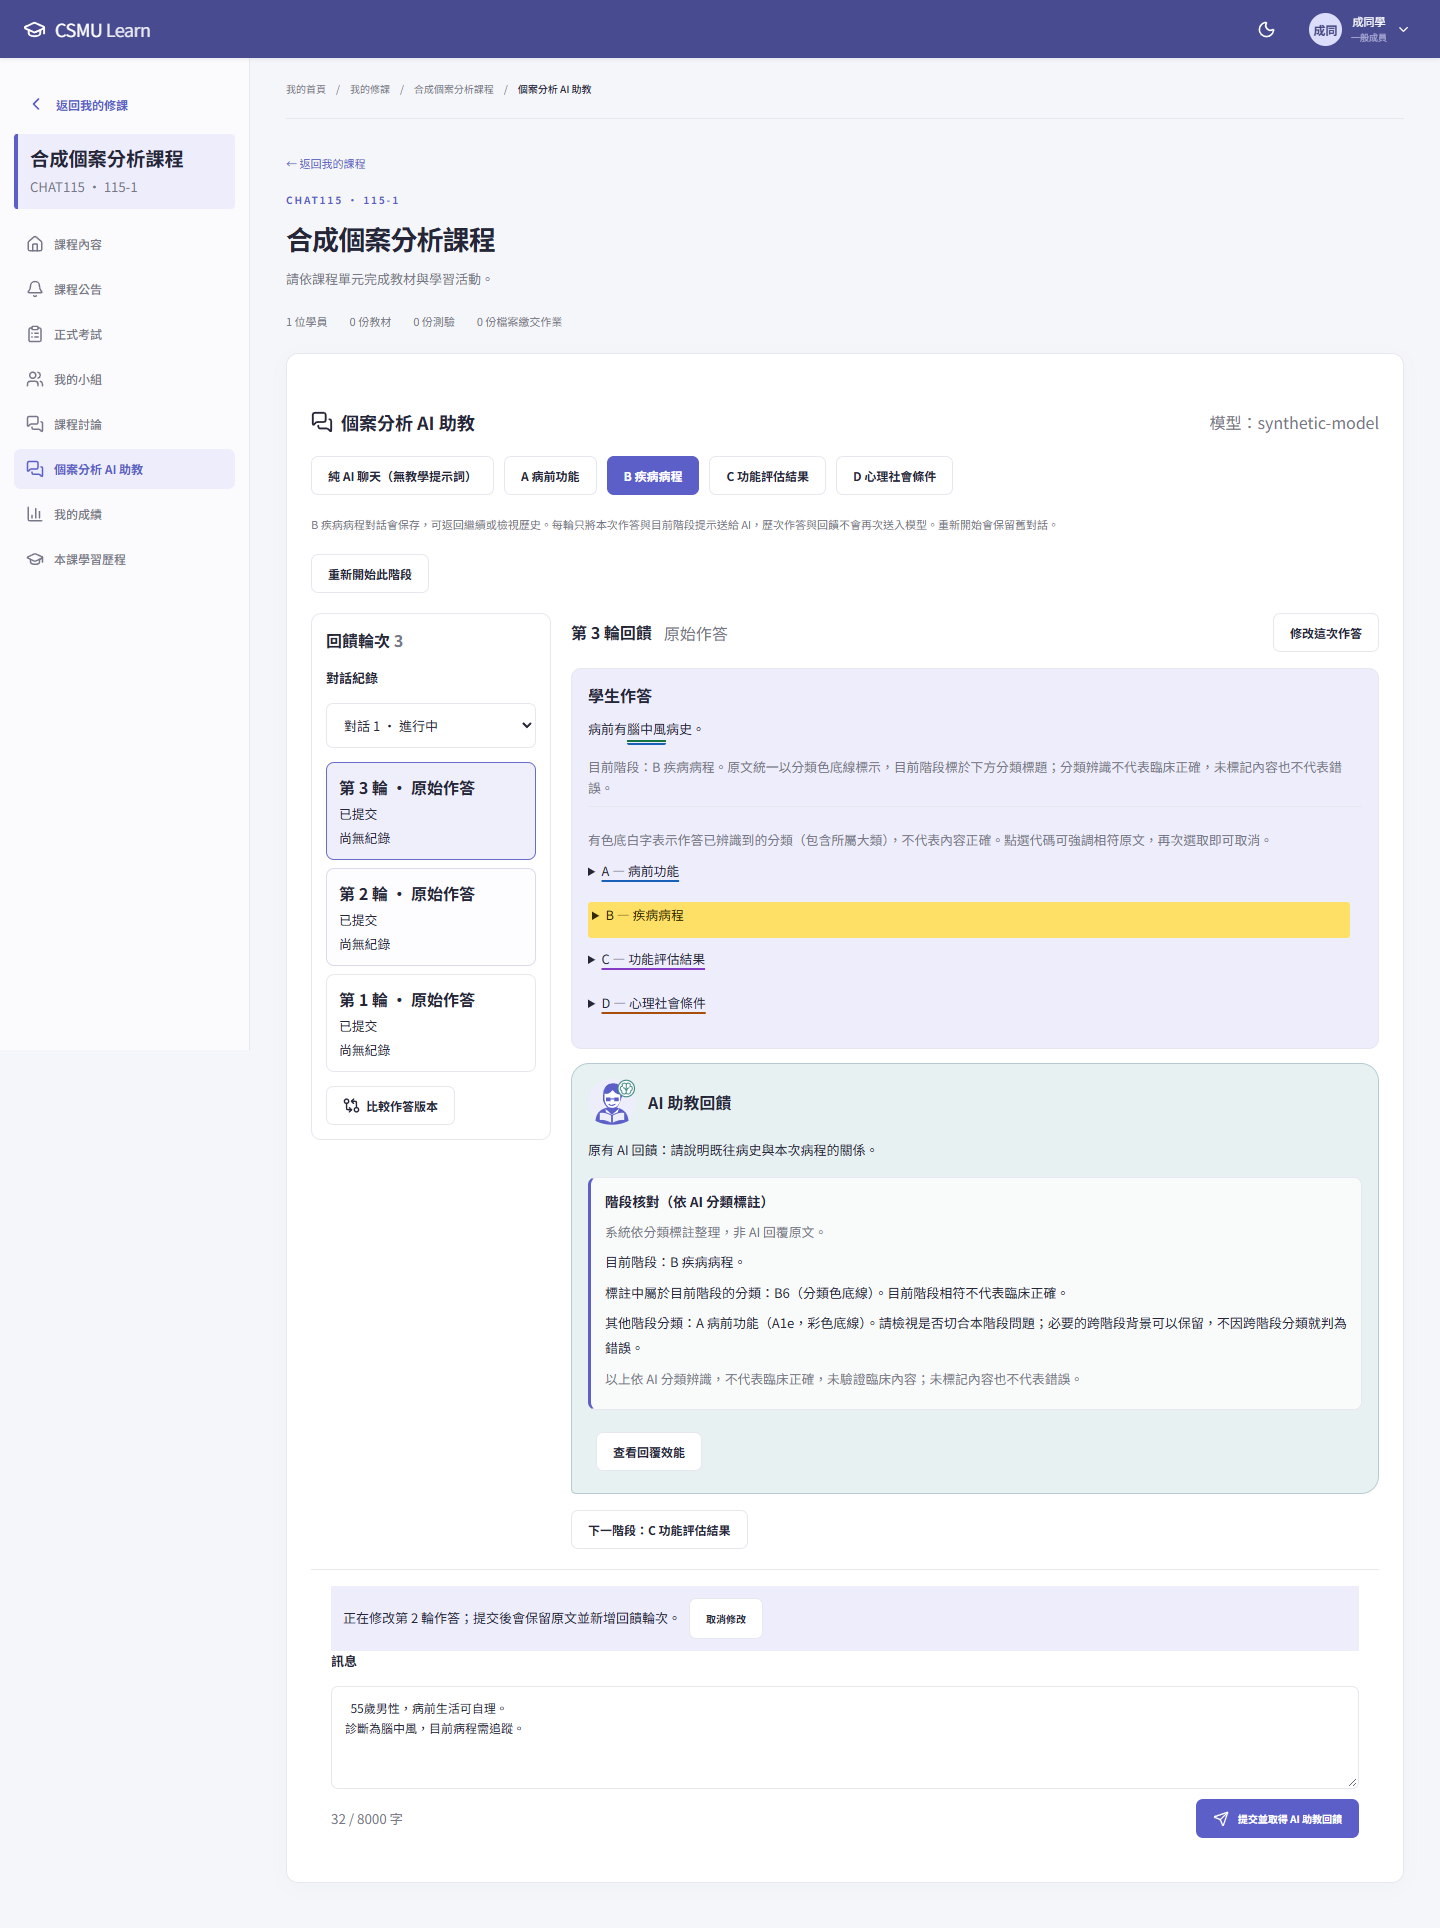 CSMU Learn
成同
成同學
一般成員
返回我的修課
合成個案分析課程
CHAT115 · 115-1
課程內容
課程公告
正式考試
我的小組
課程討論
個案分析 AI 助教
我的成績
本課學習歷程
我的首頁 / 我的修課 / 合成個案分析課程 / 個案分析 AI 助教
← 返回我的課程
CHAT115 · 115-1
合成個案分析課程
請依課程單元完成教材與學習活動。
1 位學員 0 份教材 0 份測驗 0 份檔案繳交作業
個案分析 AI 助教
模型：synthetic-model
純 AI 聊天（無教學提示詞）
A 病前功能
B 疾病病程
C 功能評估結果
D 心理社會條件
B 疾病病程對話會保存，可返回繼續或檢視歷史。每輪只將本次作答與目前階段提示送給 AI，歷次作答與回饋不會再次送入模型。重新開始會保留舊對話。
重新開始此階段
回饋輪次 3
對話紀錄
對話 1 · 進行中
第 3 輪 · 原始作答
已提交
尚無紀錄
第 2 輪 · 原始作答
已提交
尚無紀錄
第 1 輪 · 原始作答
已提交
尚無紀錄
比較作答版本
第 3 輪回饋 原始作答
修改這次作答
學生作答
病前有腦中風病史。
目前階段：B 疾病病程。原文統一以分類色底線標示，目前階段標於下方分類標題；分類辨識不代表臨床正確，未標記內容也不代表錯
誤。
有色底白字表示作答已辨識到的分類（包含所屬大類），不代表內容正確。點選代碼可強調相符原文，再次選取即可取消。
▶ A — 病前功能
▶ B — 疾病病程
▶ C — 功能評估結果
▶ D — 心理社會條件
AI 助教回饋
原有 AI 回饋：請說明既往病史與本次病程的關係。
階段核對（依 AI 分類標註）
系統依分類標註整理，非 AI 回覆原文。
目前階段：B 疾病病程。
標註中屬於目前階段的分類：B6（分類色底線）。目前階段相符不代表臨床正確。
其他階段分類：A 病前功能（A1e，彩色底線）。請檢視是否切合本階段問題；必要的跨階段背景可以保留，不因跨階段分類就判為
錯誤。
以上依 AI 分類辨識，不代表臨床正確，未驗證臨床內容；未標記內容也不代表錯誤。
查看回覆效能
下一階段：C 功能評估結果
正在修改第 2 輪作答；提交後會保留原文並新增回饋輪次。
取消修改
訊息
55歲男性，病前生活可自理。
診斷為腦中風，目前病程需追蹤。
32 / 8000 字
提交並取得 AI 助教回饋